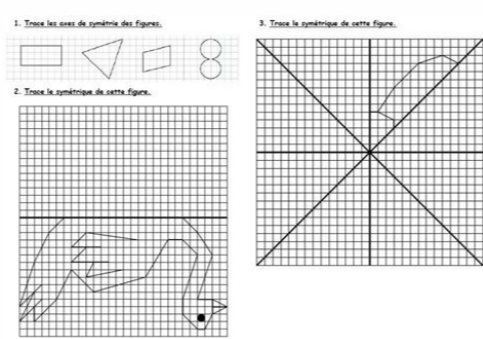 1. Trace les axes de symétrie des figures.
2. Trace le symétrique de cette figure.
3. Trace le symétrique de cette figure.